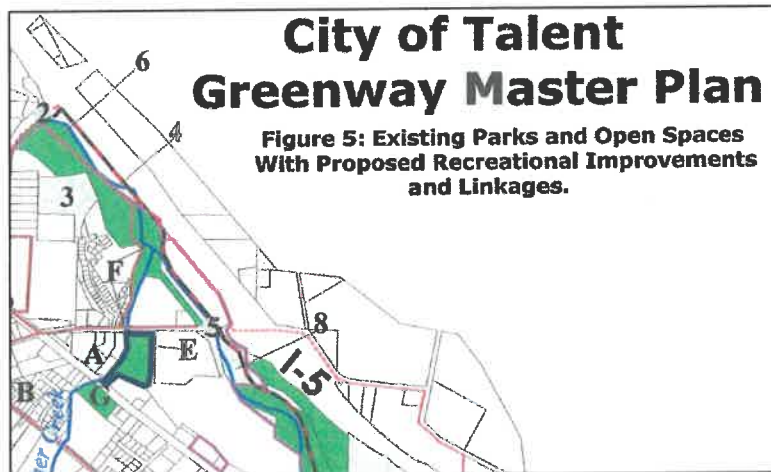 City of Talent
Greenway Master Plan
Figure 5: Existing Parks and Open Spaces
With Proposed Recreational Improvements
and Linkages.
6
2
4
3
F
5
8
A
E
I-5
B
G
Creek